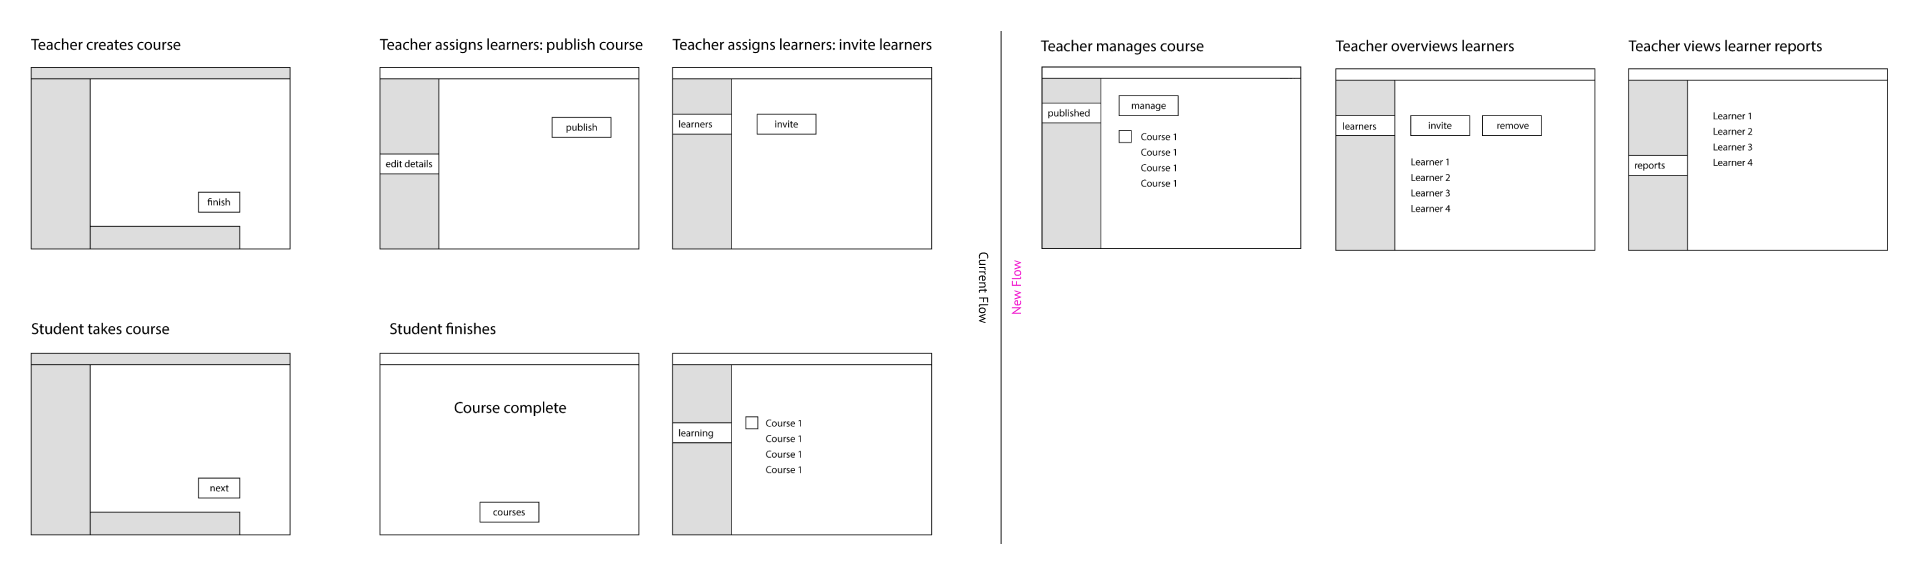 Teacher creates course
finish
Teacher assigns learners: publish course
publish
edit details
Teacher assigns learners: invite learners
learners
invite
Student takes course
next
Student finishes
Course complete
courses
learning
Course 1
Course 1
Course 1
Course 1
Current Flow
New Flow
Teacher manages course
manage
published
Course 1
Course 1
Course 1
Course 1
Teacher overviews learners
learners
invite
remove
Learner 1
Learner 2
Learner 3
Learner 4
Teacher views learner reports
Learner 1
Learner 2
Learner 3
Learner 4
reports